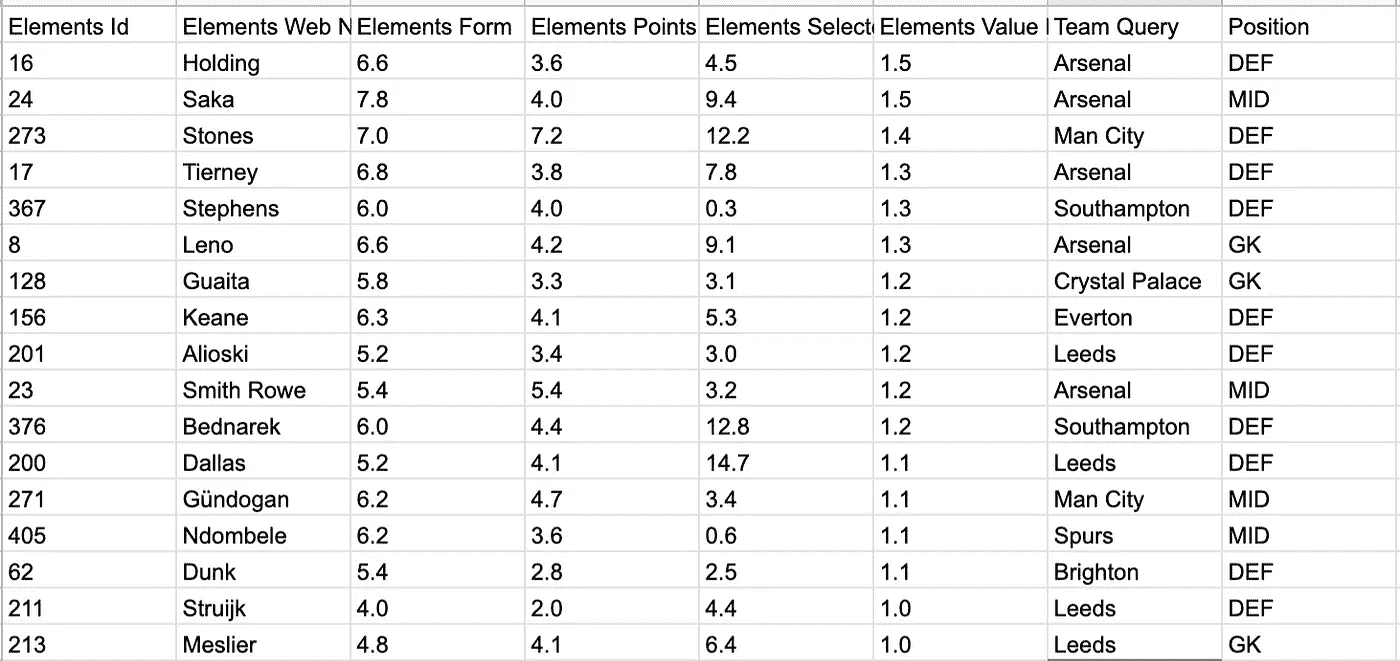 Elements Id Elements Web N Elements Form Elements Points Elements Selecte Elements Value Team Query Position
16 Holding 6.6 3.6 4.5 1.5 Arsenal DEF
24 Saka 7.8 4.0 9.4 1.5 Arsenal MID
273 Stones 7.0 7.2 12.2 1.4 Man City DEF
17 Tierney 6.8 3.8 7.8 1.3 Arsenal DEF
367 Stephens 6.0 4.0 0.3 1.3 Southampton DEF
8 Leno 6.6 4.2 9.1 1.3 Arsenal GK
128 Guaita 5.8 3.3 3.1 1.2 Crystal Palace GK
156 Keane 6.3 4.1 5.3 1.2 Everton DEF
201 Alioski 5.2 3.4 3.0 1.2 Leeds DEF
23 Smith Rowe 5.4 5.4 3.2 1.2 Arsenal MID
376 Bednarek 6.0 4.4 12.8 1.2 Southampton DEF
200 Dallas 5.2 4.1 14.7 1.1 Leeds DEF
271 Gündogan 6.2 4.7 3.4 1.1 Man City MID
405 Ndombele 6.2 3.6 0.6 1.1 Spurs MID
62 Dunk 5.4 2.8 2.5 1.1 Brighton DEF
211 Struijk 4.0 2.0 4.4 1.0 Leeds DEF
213 Meslier 4.8 4.1 6.4 1.0 Leeds GK